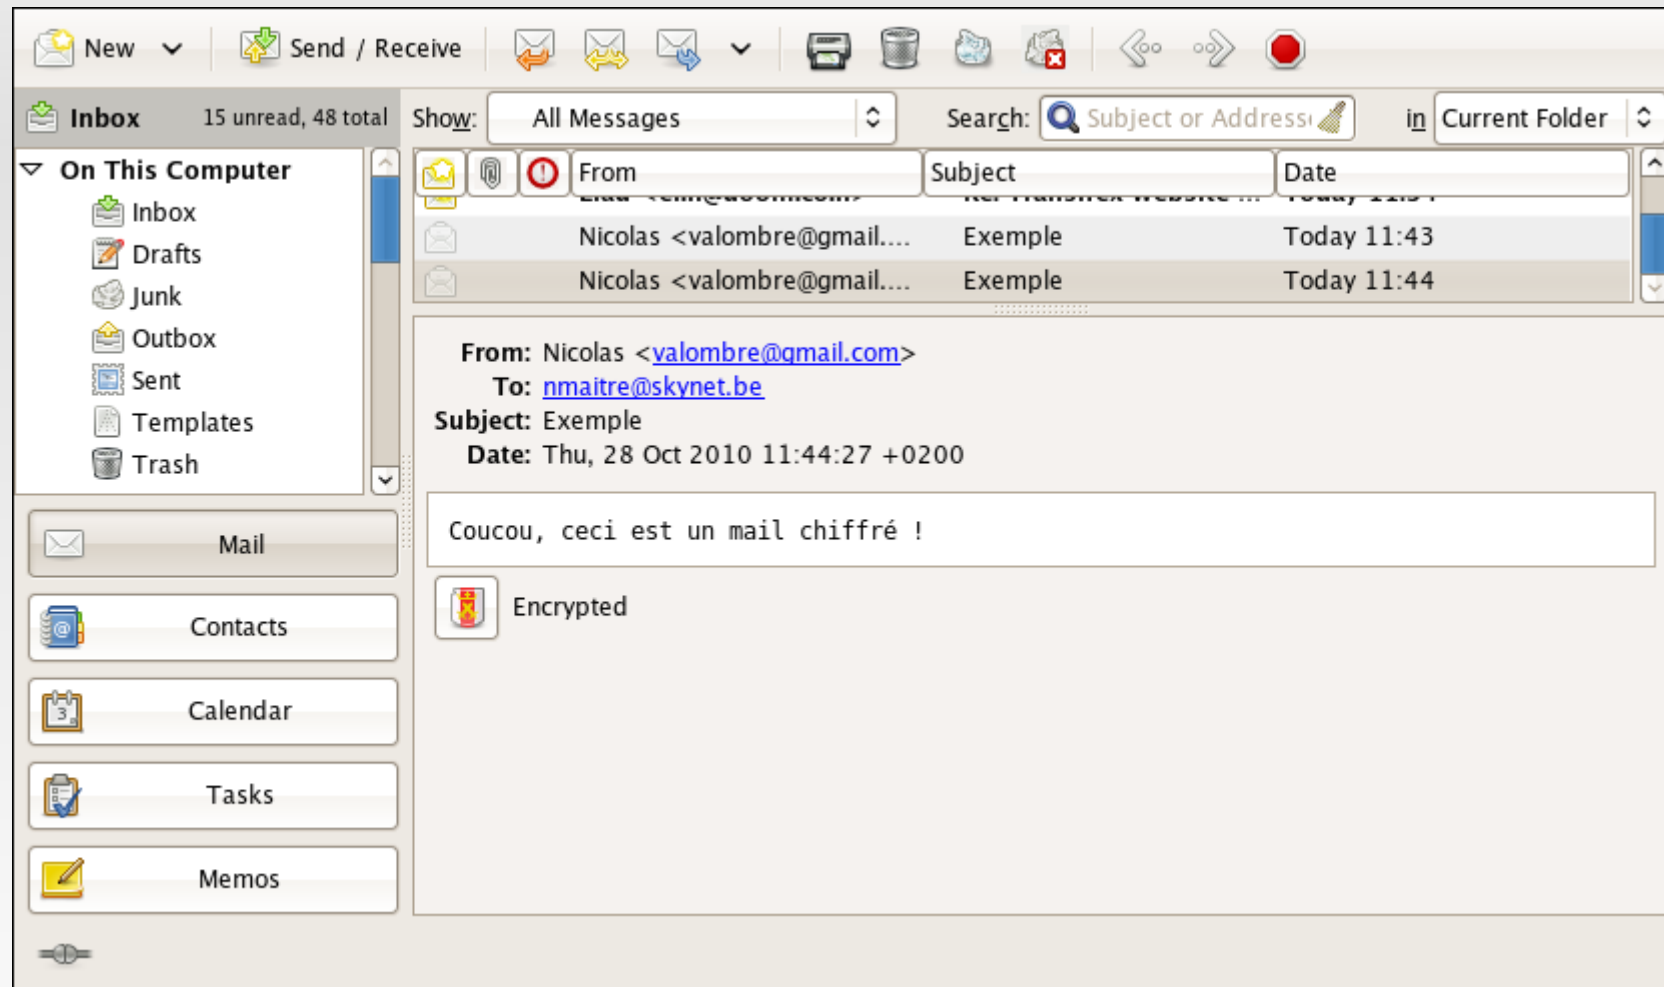 New Send / Receive
Inbox 15 unread, 48 total Show: All Messages Search: Subject or Address in Current Folder
On This Computer
Inbox
Drafts
Junk
Outbox
Sent
Templates
Trash
From Subject Date
Nicolas <valombre@gmail.... Exemple Today 11:43
Nicolas <valombre@gmail.... Exemple Today 11:44
From: Nicolas <valombre@gmail.com>
To: nmaitre@skynet.be
Subject: Exemple
Date: Thu, 28 Oct 2010 11:44:27 +0200
Coucou, ceci est un mail chiffré !
Encrypted
Mail
Contacts
Calendar
3
Tasks
Memos